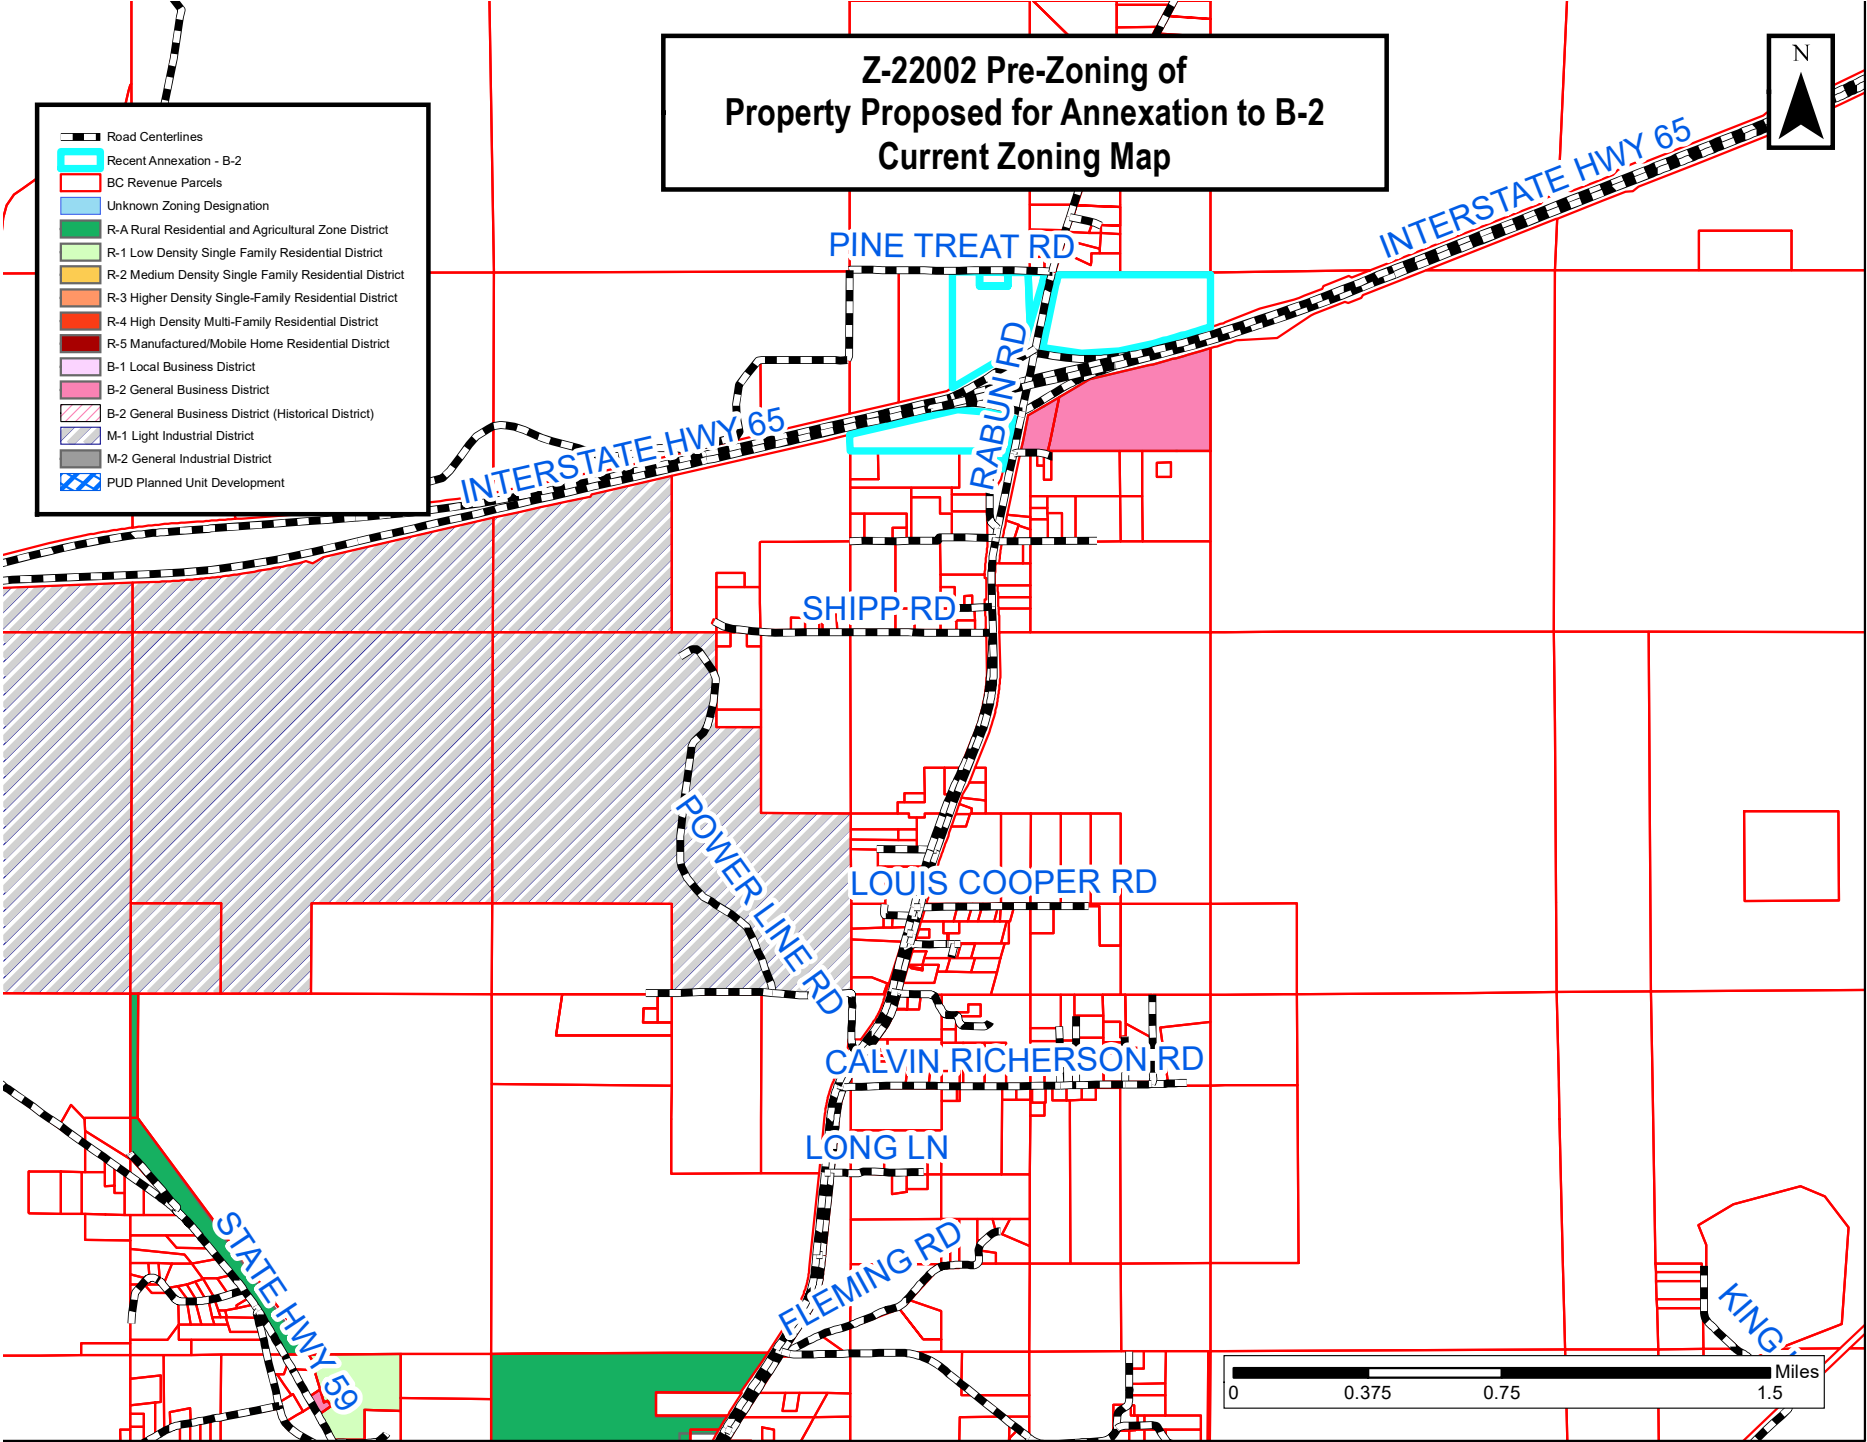 Z-22002 Pre-Zoning of
Property Proposed for Annexation to B-2
Current Zoning Map
N
Road Centerlines
Recent Annexation - B-2
BC Revenue Parcels
Unknown Zoning Designation
R-A Rural Residential and Agricultural Zone District
R-1 Low Density Single Family Residential District
R-2 Medium Density Single Family Residential District
R-3 Higher Density Single-Family Residential District
R-4 High Density Multi-Family Residential District
R-5 Manufactured/Mobile Home Residential District
B-1 Local Business District
B-2 General Business District
B-2 General Business District (Historical District)
M-1 Light Industrial District
M-2 General Industrial District
PUD Planned Unit Development
INTERSTATE HWY 65
PINE TREAT RD
RABUN RD
INTERSTATE HWY 65
SHIPP RD
POWER LINE RD
LOUIS COOPER RD
CALVIN RICHERSON RD
LONG LN
STATE HWY 59
FLEMING RD
KING
Miles
0 0.375 0.75 1.5